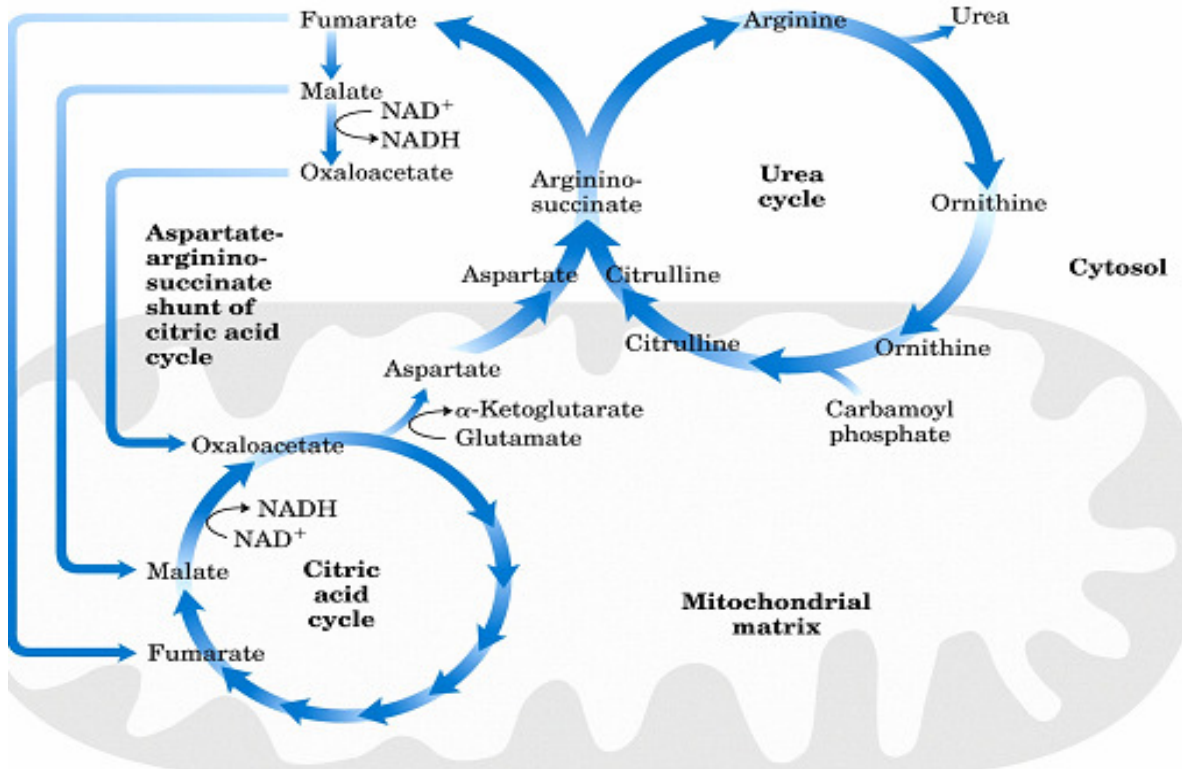 Fumarate
Arginine
Urea
Malate
NAD⁺
NADH
Oxaloacetate
Arginino-
succinate
Urea
cycle
Ornithine
Aspartate-
arginino-
succinate
shunt of
citric acid
cycle
Aspartate
Citrulline
Cytosol
Citrulline
Ornithine
Aspartate
α-Ketoglutarate
Glutamate
Carbamoyl
phosphate
Oxaloacetate
NADH
NAD⁺
Malate
Citric
acid
cycle
Mitochondrial
matrix
Fumarate